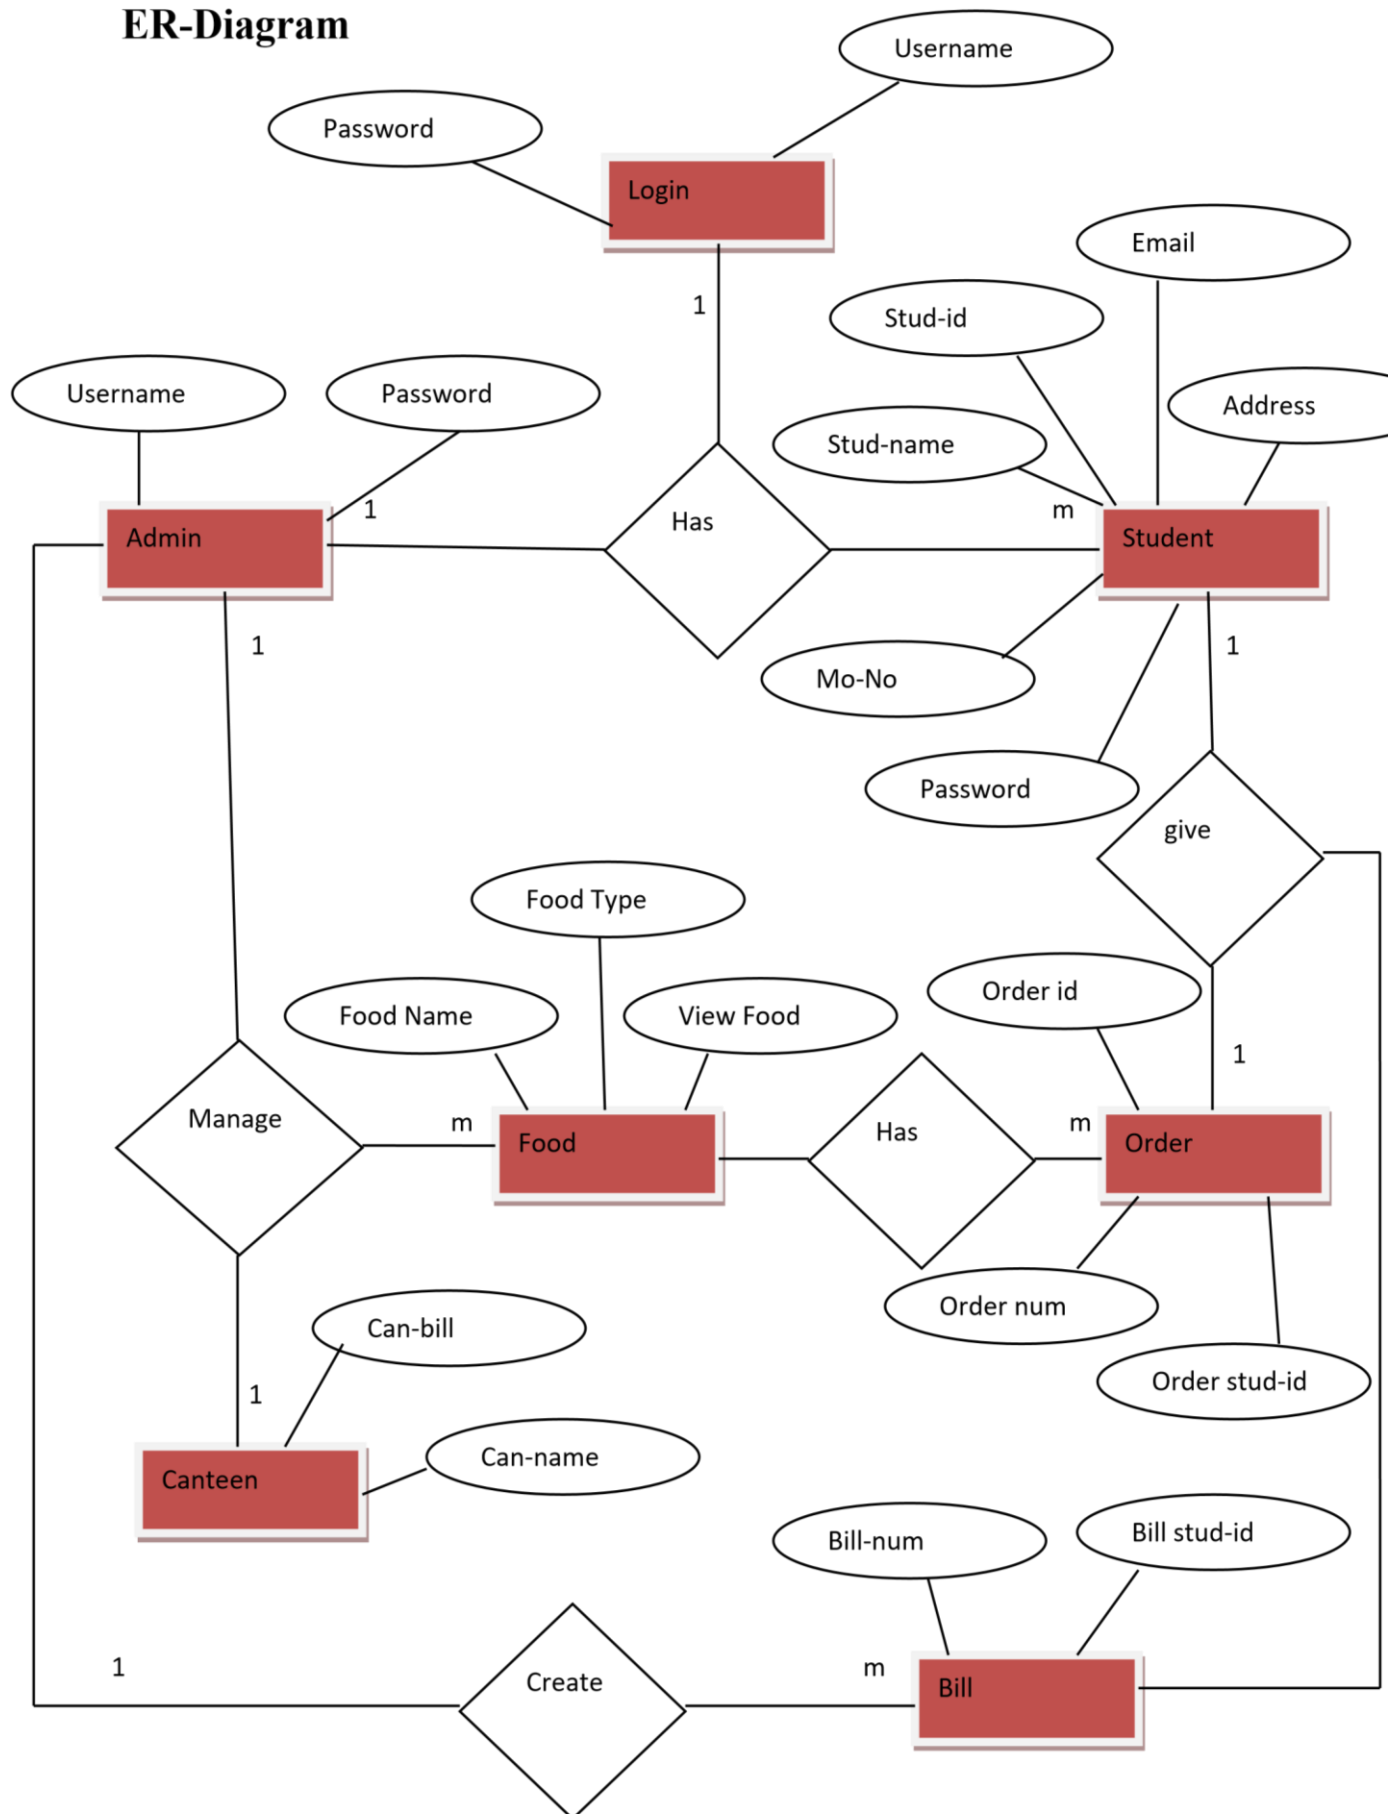 ER-Diagram
Username
Password
Login
Email
1
Stud-id
Username
Password
Address
Stud-name
1
m
Has
Admin
Student
1
1
Mo-No
Password
give
Food Type
Order id
Food Name
View Food
1
Manage
m
Has
m
Food
Order
Order num
Can-bill
Order stud-id
1
Can-name
Canteen
Bill-num
Bill stud-id
1
m
Create
Bill